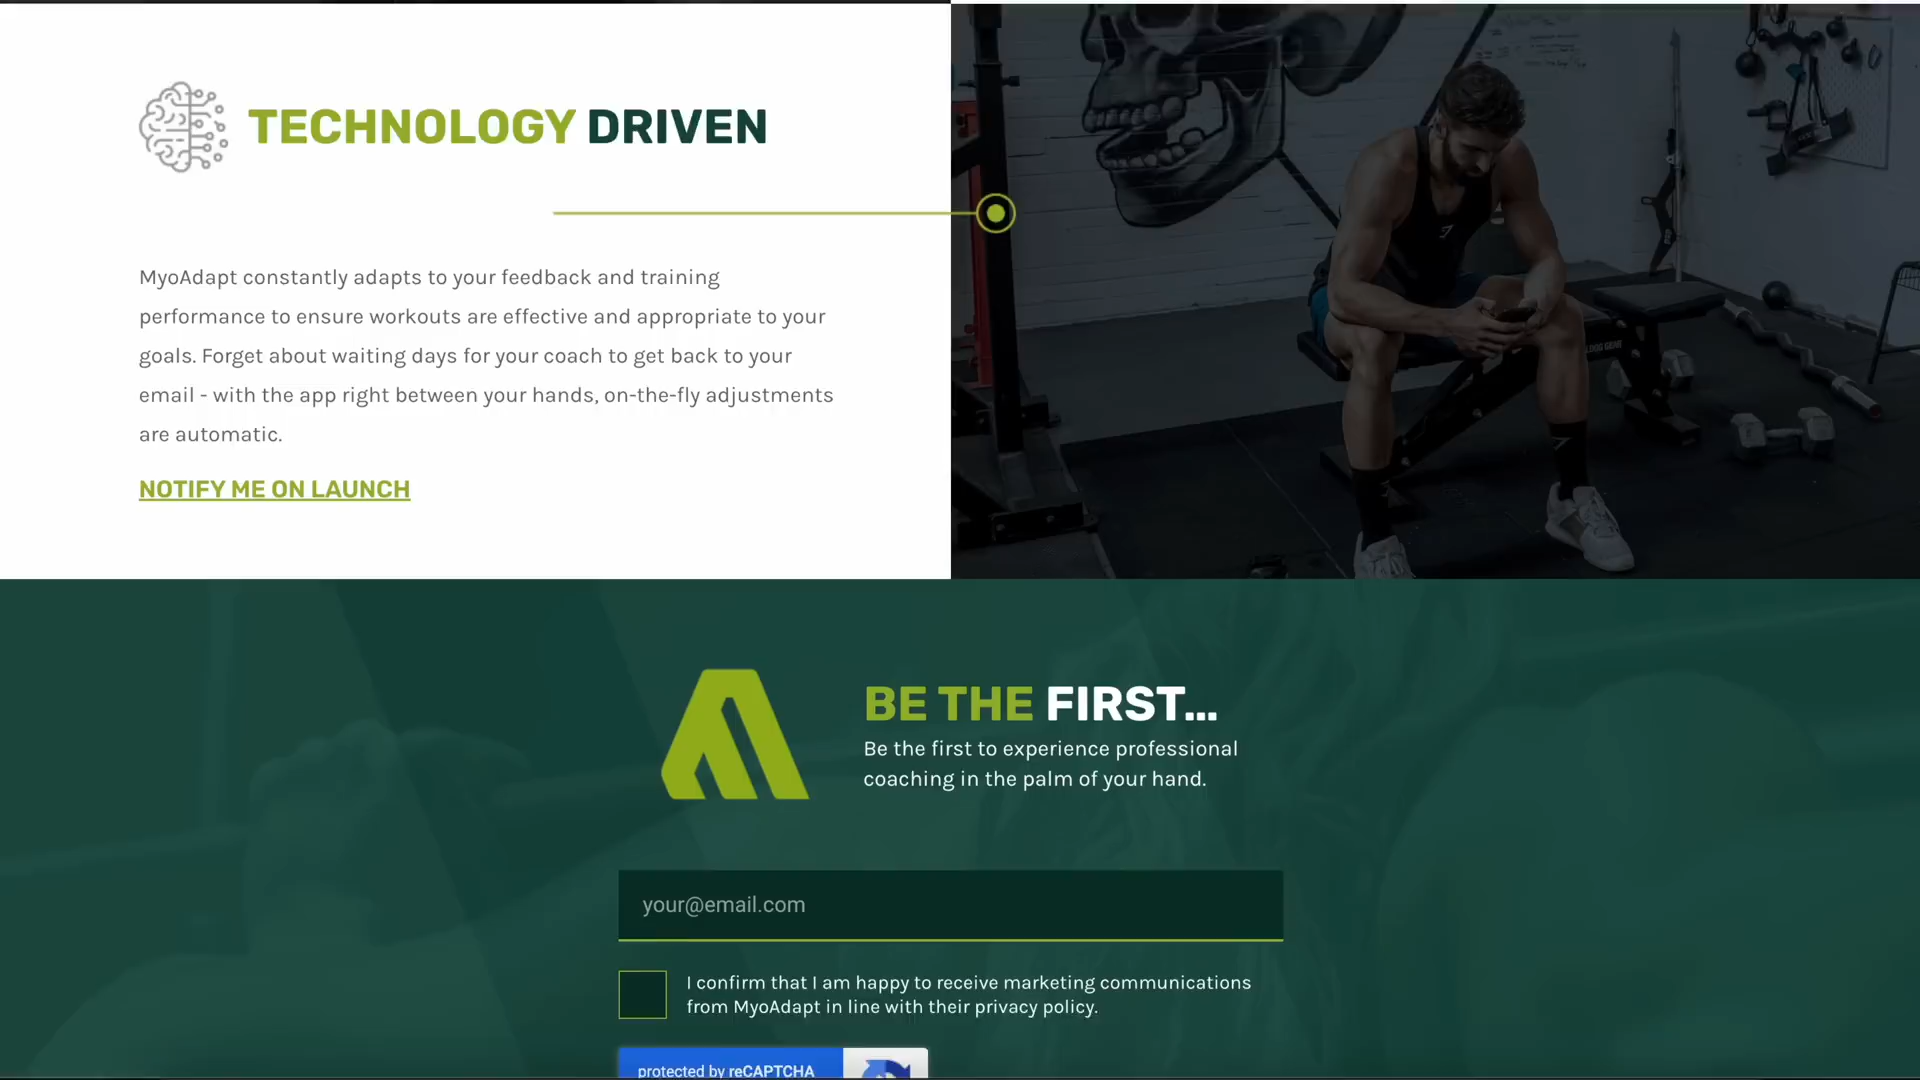 TECHNOLOGY DRIVEN
MyoAdapt constantly adapts to your feedback and training
performance to ensure workouts are effective and appropriate to your
goals. Forget about waiting days for your coach to get back to your
email - with the app right between your hands, on-the-fly adjustments
are automatic.
NOTIFY ME ON LAUNCH
BE THE FIRST...
Be the first to experience professional
coaching in the palm of your hand.
your@email.com
I confirm that I am happy to receive marketing communications
from MyoAdapt in line with their privacy policy.
protected by reCAPTCHA